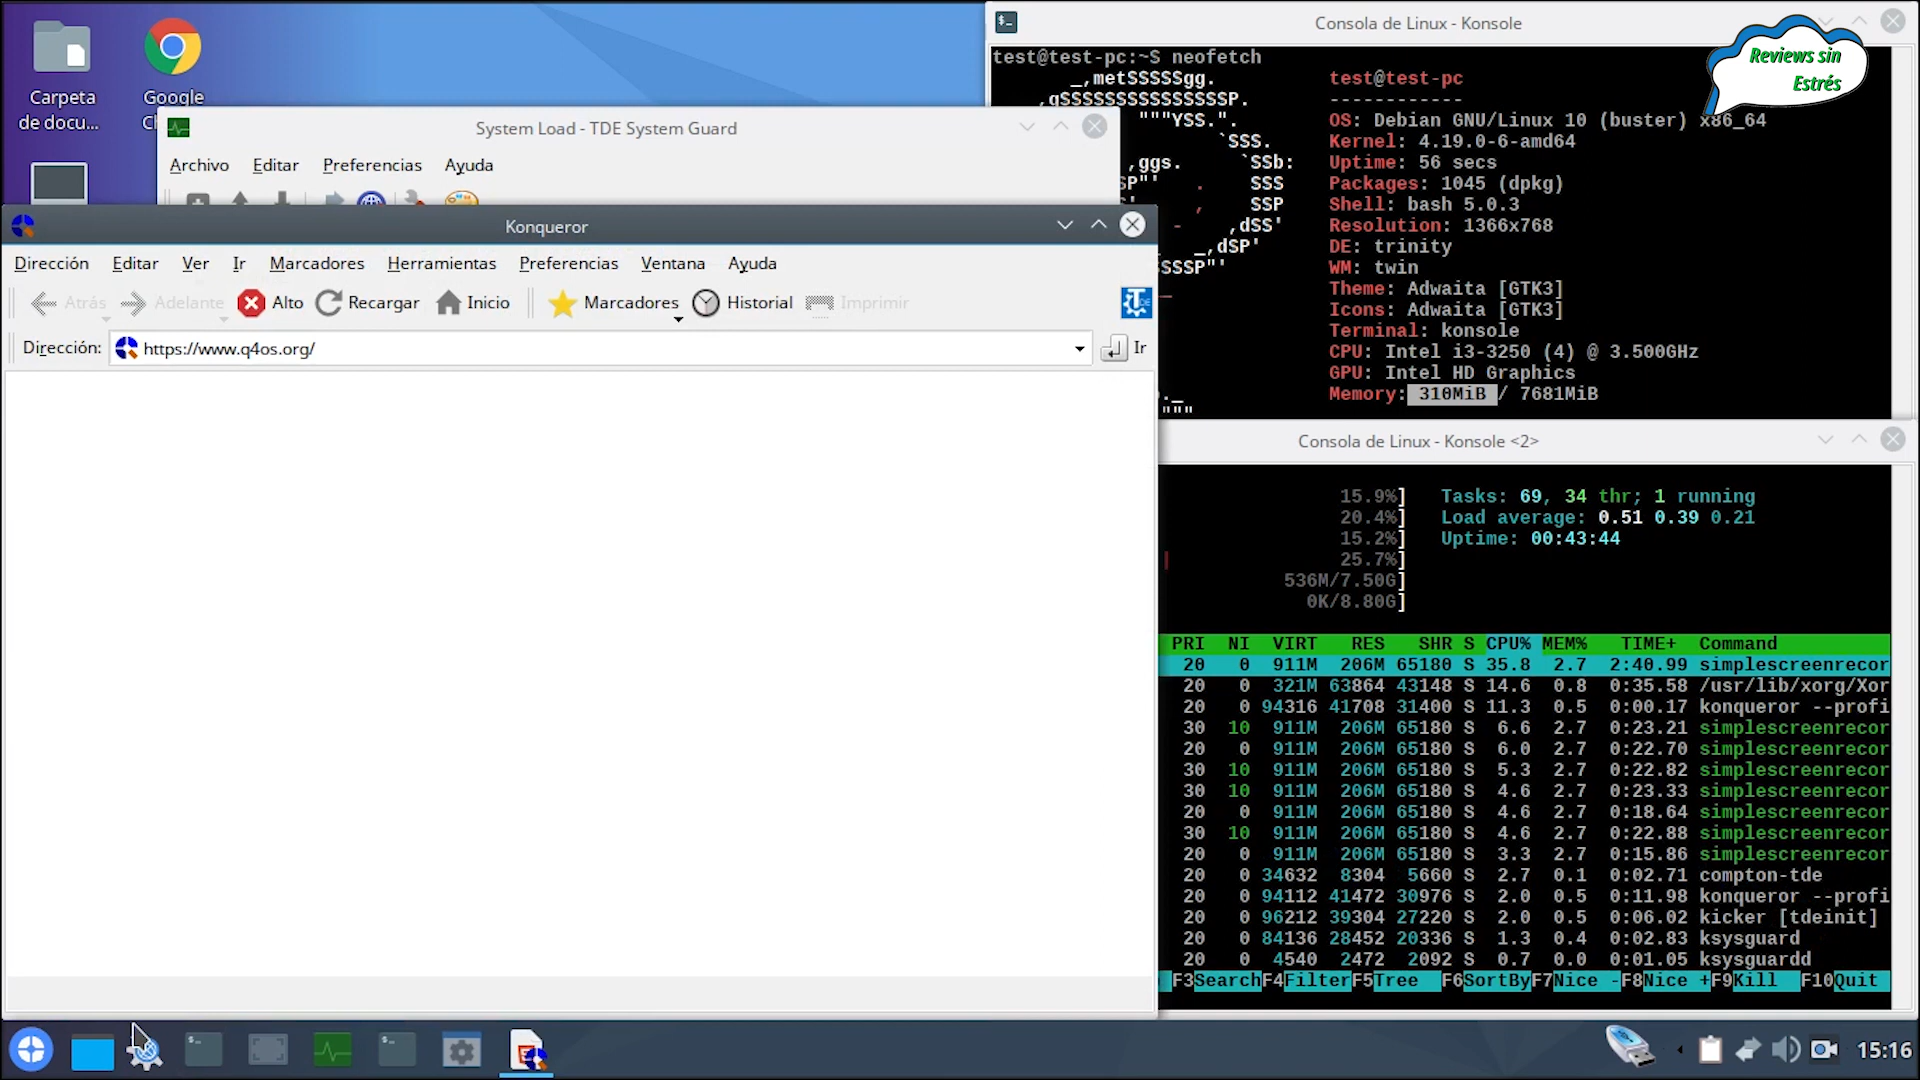 Carpeta
de docu...
Google
Ch
System Load - TDE System Guard
Archivo Editar Preferencias Ayuda
Konqueror
Dirección Editar Ver Ir Marcadores Herramientas Preferencias Ventana Ayuda
Atrás Adelante Alto Recargar Inicio Marcadores Historial Imprimir
Dirección: https://www.q4os.org/ Ir
Consola de Linux - Konsole
Reviews sin
Estrés
test@test-pc:~$ neofetch
_,metSSSSSgg. test@test-pc
,gSSSSSSSSSSSSSSSP. ------------
"""YSS.". OS: Debian GNU/Linux 10 (buster) x86_64
`SSS. Kernel: 4.19.0-6-amd64
,ggs. `SSb: Uptime: 56 secs
$P"' . SSS Packages: 1045 (dpkg)
, SSP Shell: bash 5.0.3
- ,dSS' Resolution: 1366x768
_,dSP' DE: trinity
SSSSP"' WM: twin
Theme: Adwaita [GTK3]
Icons: Adwaita [GTK3]
Terminal: konsole
CPU: Intel i3-3250 (4) @ 3.500GHz
GPU: Intel HD Graphics
._ Memory: 310MiB / 7681MiB
"""
Consola de Linux - Konsole <2>
15.9%] Tasks: 69, 34 thr; 1 running
20.4%] Load average: 0.51 0.39 0.21
15.2%] Uptime: 00:43:44
25.7%]
536M/7.50G]
0K/8.80G]
PRI NI VIRT RES SHR S CPU% MEM% TIME+ Command
20 0 911M 206M 65180 S 35.8 2.7 2:40.99 simplescreenrecor
20 0 321M 63864 43148 S 14.6 0.8 0:35.58 /usr/lib/xorg/Xor
20 0 94316 41708 31400 S 11.3 0.5 0:00.17 konqueror --profi
30 10 911M 206M 65180 S 6.6 2.7 0:23.21 simplescreenrecor
20 0 911M 206M 65180 S 6.0 2.7 0:22.70 simplescreenrecor
30 10 911M 206M 65180 S 5.3 2.7 0:22.82 simplescreenrecor
30 10 911M 206M 65180 S 4.6 2.7 0:23.33 simplescreenrecor
20 0 911M 206M 65180 S 4.6 2.7 0:18.64 simplescreenrecor
30 10 911M 206M 65180 S 4.6 2.7 0:22.88 simplescreenrecor
20 0 911M 206M 65180 S 3.3 2.7 0:15.86 simplescreenrecor
20 0 34632 8304 5660 S 2.7 0.1 0:02.71 compton-tde
20 0 94112 41472 30976 S 2.0 0.5 0:11.98 konqueror --profi
20 0 96212 39304 27220 S 2.0 0.5 0:06.02 kicker [tdeinit]
20 0 84136 28452 20336 S 1.3 0.4 0:02.83 ksysguard
20 0 4540 2472 2092 S 0.7 0.0 0:01.05 ksysguardd
F3Search F4Filter F5Tree F6SortBy F7Nice - F8Nice + F9Kill F10Quit
15:16